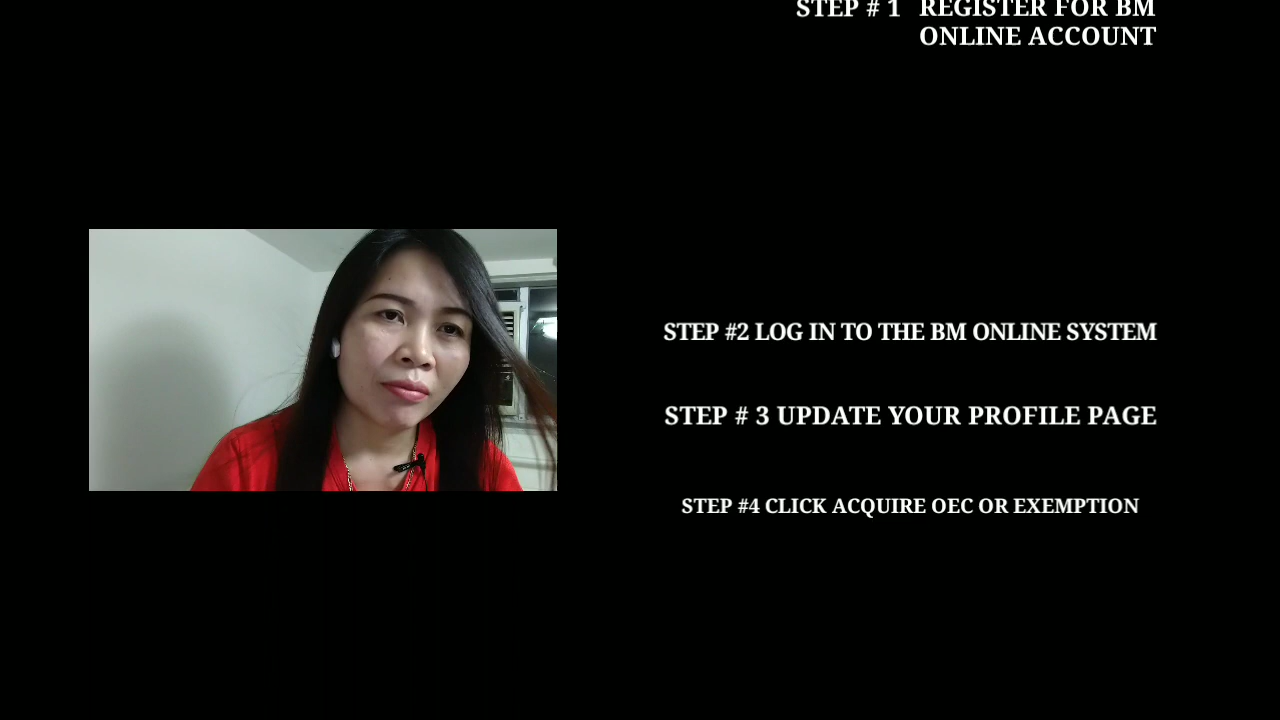 STEP # 1 REGISTER FOR BM
ONLINE ACCOUNT
STEP #2 LOG IN TO THE BM ONLINE SYSTEM
STEP # 3 UPDATE YOUR PROFILE PAGE
STEP #4 CLICK ACQUIRE OEC OR EXEMPTION